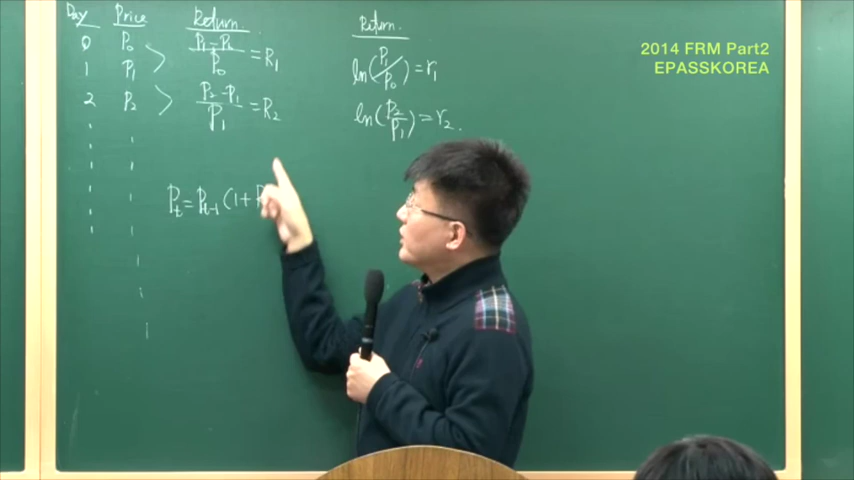 Day Price Return Return
0 P₀ (P₁-P₀)/P₀ = R₁ ln(P₁/P₀) = r₁
1 P₁
2 P₂ (P₂-P₁)/P₁ = R₂ ln(P₂/P₁) = r₂.
Pₜ = Pₜ₋₁ (1+
2014 FRM Part2
EPASSKOREA